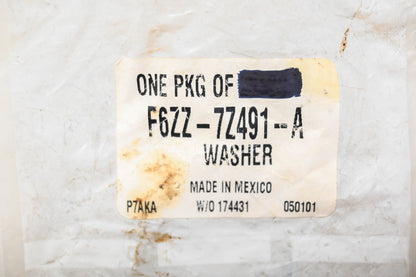 ONE PKG OF
F6ZZ-7Z491-A
WASHER
MADE IN MEXICO
P7AKA W/O 174431 050101